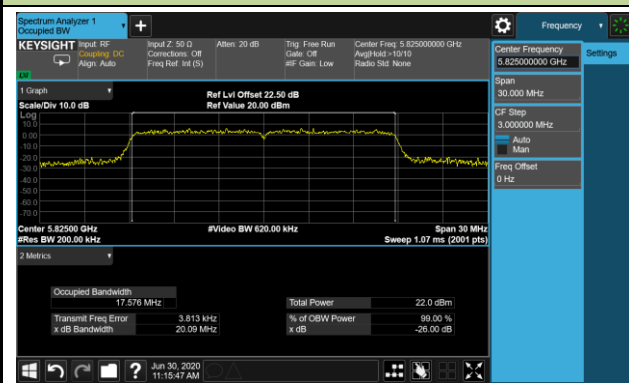 Spectrum Analyzer 1
Occupied BW
Frequency
KEYSIGHT
Input: RF
Coupling: DC
Align: Auto
Input Z: 50 Ω
Corrections: Off
Freq Ref: Int (S)
Atten: 20 dB
Trig: Free Run
Gate: Off
#IF Gain: Low
Center Freq: 5.825000000 GHz
Avg|Hold:>10/10
Radio Std: None
Center Frequency
5.825000000 GHz
Settings
Span
30.000 MHz
CF Step
3.000000 MHz
Auto
Man
Freq Offset
0 Hz
1 Graph
Scale/Div 10.0 dB
Ref Lvl Offset 22.50 dB
Ref Value 20.00 dBm
Log
10.0
0.00
-10.0
-20.0
-30.0
-40.0
-50.0
-60.0
-70.0
Center 5.82500 GHz
#Res BW 200.00 kHz
#Video BW 620.00 kHz
Span 30 MHz
Sweep 1.07 ms (2001 pts)
2 Metrics
Occupied Bandwidth
17.576 MHz
Total Power 22.0 dBm
Transmit Freq Error 3.813 kHz
% of OBW Power 99.00 %
x dB Bandwidth 20.09 MHz
x dB -26.00 dB
?
Jun 30, 2020
11:15:47 AM